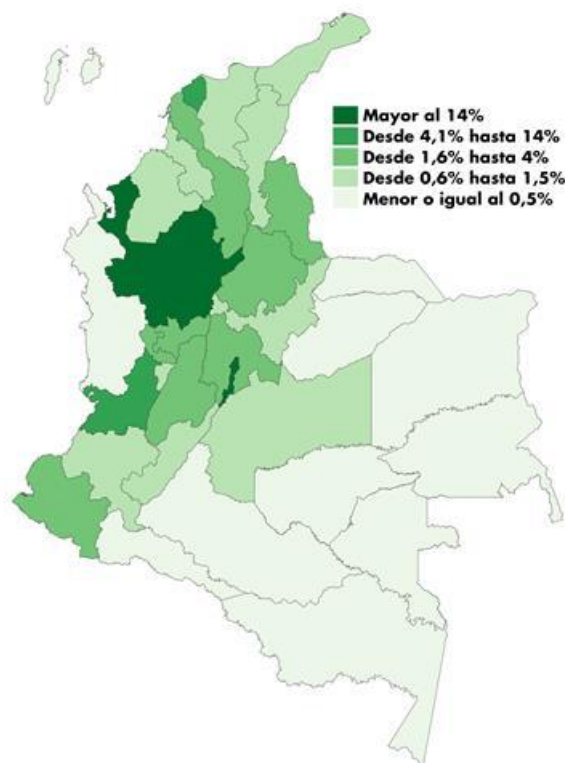 Mayor al 14%
Desde 4,1% hasta 14%
Desde 1,6% hasta 4%
Desde 0,6% hasta 1,5%
Menor o igual al 0,5%